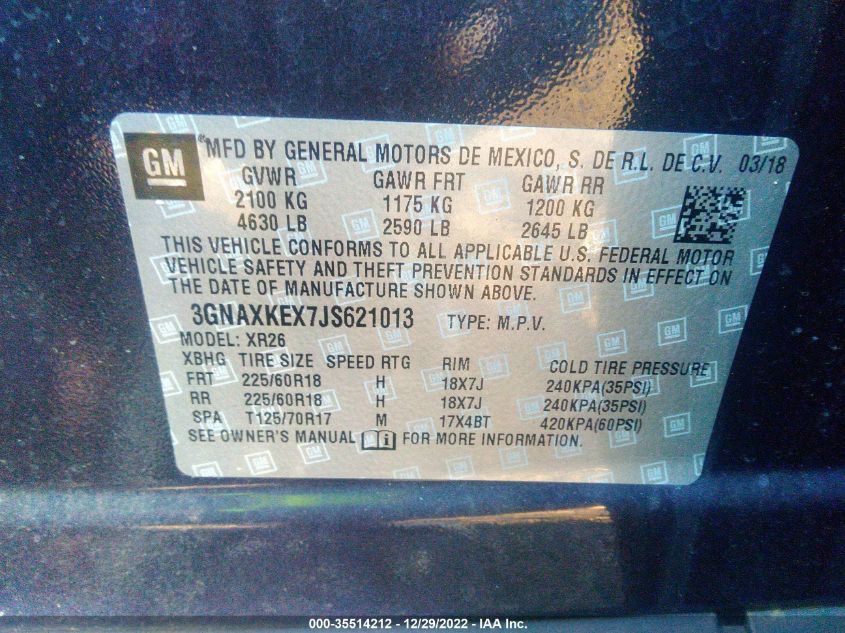 GM
MFD BY GENERAL MOTORS DE MEXICO, S. DE R.L. DE C.V. 03/18
GVWR GAWR FRT GAWR RR
2100 KG 1175 KG 1200 KG
4630 LB 2590 LB 2645 LB
THIS VEHICLE CONFORMS TO ALL APPLICABLE U.S. FEDERAL MOTOR
VEHICLE SAFETY AND THEFT PREVENTION STANDARDS IN EFFECT ON
THE DATE OF MANUFACTURE SHOWN ABOVE.
3GNAXKEX7JS621013 TYPE: M.P.V.
MODEL: XR26
XBHG TIRE SIZE SPEED RTG RIM COLD TIRE PRESSURE
FRT 225/60R18 H 18X7J 240KPA(35PSI)
RR 225/60R18 H 18X7J 240KPA(35PSI)
SPA T125/70R17 M 17X4BT 420KPA(60PSI)
SEE OWNER'S MANUAL FOR MORE INFORMATION.
000-35514212 - 12/29/2022 - IAA Inc.